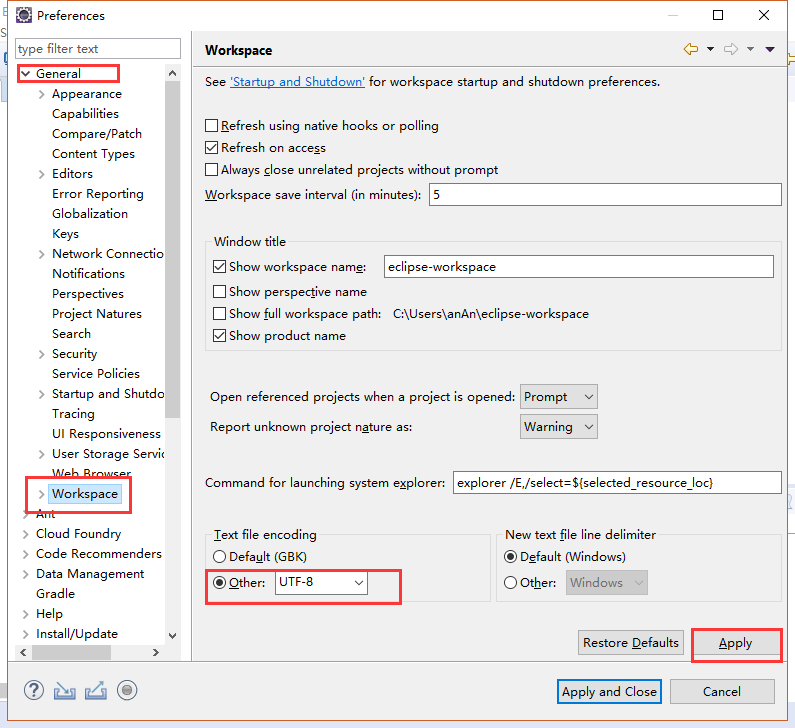 Preferences
type filter text
General
Appearance
Capabilities
Compare/Patch
Content Types
Editors
Error Reporting
Globalization
Keys
Network Connectio
Notifications
Perspectives
Project Natures
Search
Security
Service Policies
Startup and Shutdo
Tracing
UI Responsiveness
User Storage Servic
Web Browser
Workspace
Ant
Cloud Foundry
Code Recommenders
Data Management
Gradle
Help
Install/Update
Workspace
See 'Startup and Shutdown' for workspace startup and shutdown preferences.
Refresh using native hooks or polling
Refresh on access
Always close unrelated projects without prompt
Workspace save interval (in minutes): 5
Window title
Show workspace name: eclipse-workspace
Show perspective name
Show full workspace path: C:\Users\anAn\eclipse-workspace
Show product name
Open referenced projects when a project is opened: Prompt
Report unknown project nature as: Warning
Command for launching system explorer: explorer /E,/select=${selected_resource_loc}
Text file encoding
Default (GBK)
Other: UTF-8
New text file line delimiter
Default (Windows)
Other: Windows
Restore Defaults Apply
Apply and Close Cancel